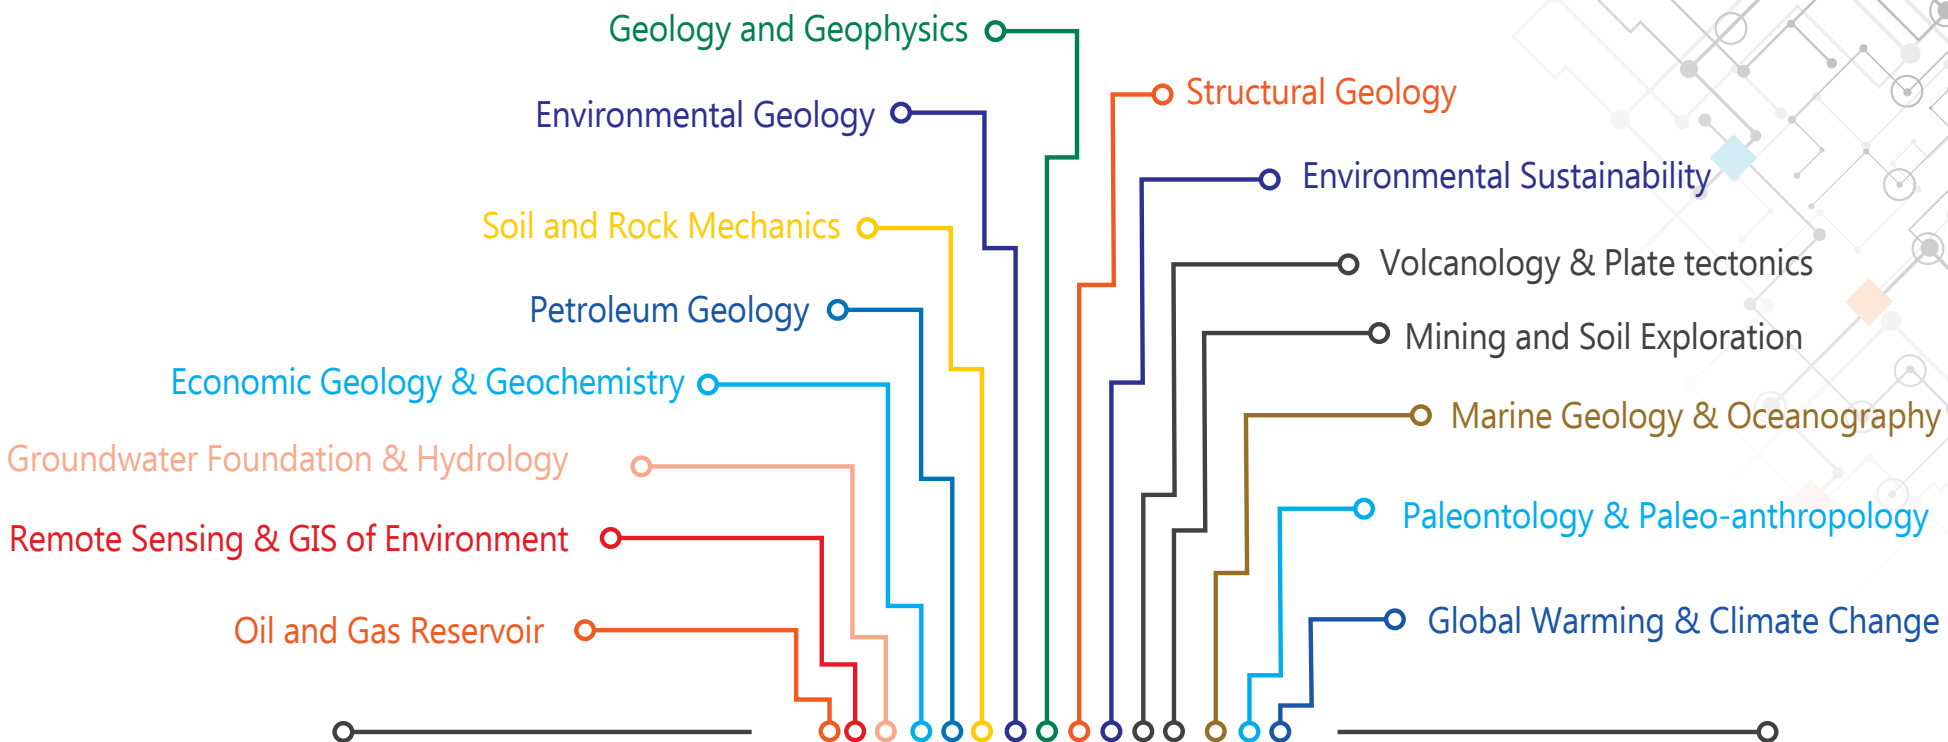 Geology and Geophysics
Structural Geology
Environmental Geology
Environmental Sustainability
Soil and Rock Mechanics
Volcanology & Plate tectonics
Petroleum Geology
Mining and Soil Exploration
Economic Geology & Geochemistry
Marine Geology & Oceanography
Groundwater Foundation & Hydrology
Paleontology & Paleo-anthropology
Remote Sensing & GIS of Environment
Global Warming & Climate Change
Oil and Gas Reservoir